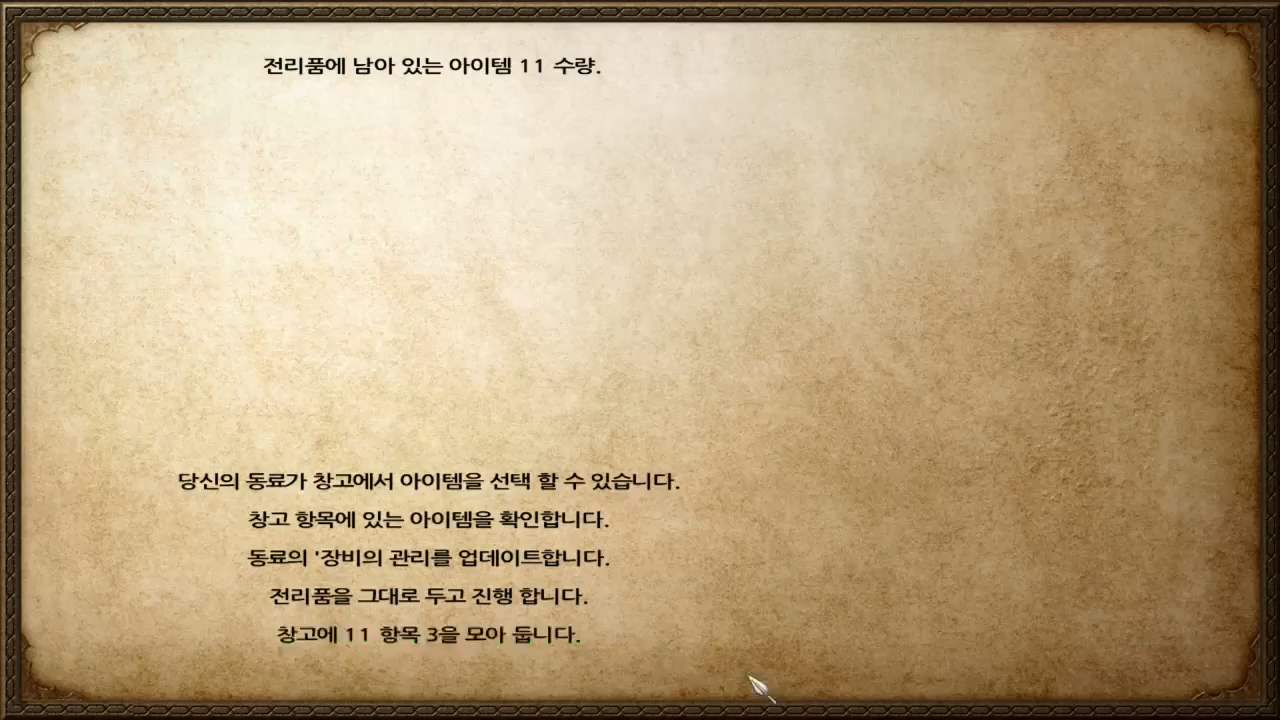 전리품에 남아 있는 아이템 11 수량.
당신의 동료가 창고에서 아이템을 선택 할 수 있습니다.
창고 항목에 있는 아이템을 확인합니다.
동료의 '장비의 관리를 업데이트합니다.
전리품을 그대로 두고 진행 합니다.
창고에 11 항목 3을 모아 둡니다.